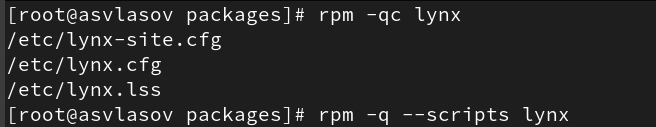 [root@asvlasov packages]# rpm -qc lynx
/etc/lynx-site.cfg
/etc/lynx.cfg
/etc/lynx.lss
[root@asvlasov packages]# rpm -q --scripts lynx